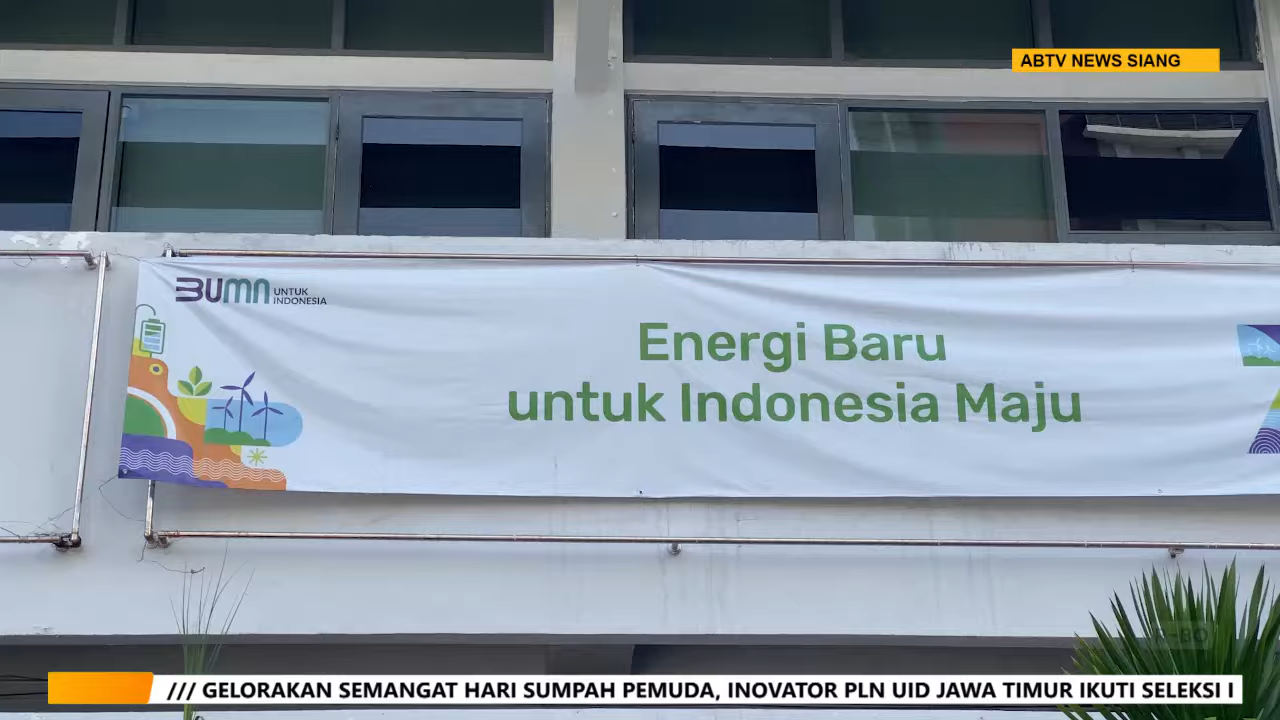 ABTV NEWS SIANG
BUMN UNTUK
INDONESIA
Energi Baru
untuk Indonesia Maju
/// GELORAKAN SEMANGAT HARI SUMPAH PEMUDA, INOVATOR PLN UID JAWA TIMUR IKUTI SELEKSI I